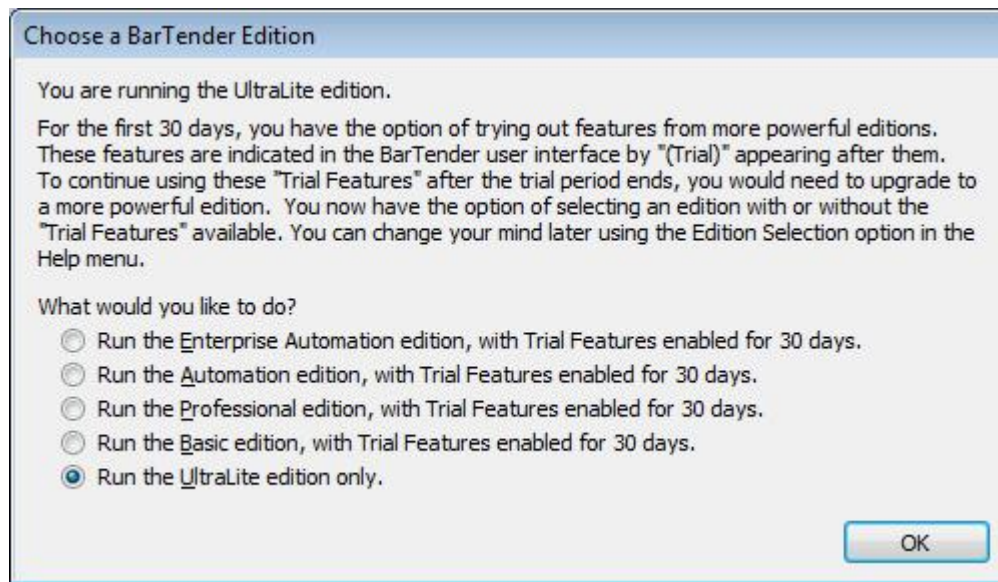 Choose a BarTender Edition
You are running the UltraLite edition.
For the first 30 days, you have the option of trying out features from more powerful editions.
These features are indicated in the BarTender user interface by "(Trial)" appearing after them.
To continue using these "Trial Features" after the trial period ends, you would need to upgrade to
a more powerful edition.  You now have the option of selecting an edition with or without the
"Trial Features" available. You can change your mind later using the Edition Selection option in the
Help menu.
What would you like to do?
Run the Enterprise Automation edition, with Trial Features enabled for 30 days.
Run the Automation edition, with Trial Features enabled for 30 days.
Run the Professional edition, with Trial Features enabled for 30 days.
Run the Basic edition, with Trial Features enabled for 30 days.
Run the UltraLite edition only.
OK